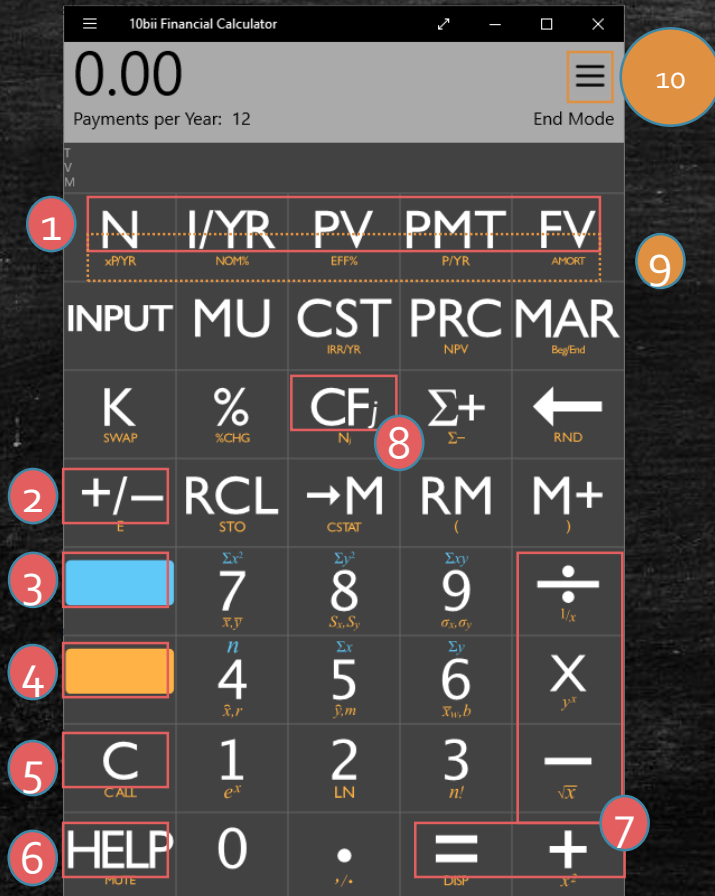 10bii Financial Calculator
0.00
10
Payments per Year: 12 End Mode
T
V
M
1
N I/YR PV PMT FV
xP/YR NOM% EFF% P/YR AMORT
9
INPUT MU CST PRC MAR
IRR/YR NPV Beg/End
K % CFj Σ+ ←
SWAP %CHG Nj Σ− RND
8
2
+/− RCL →M RM M+
E STO CSTAT ( )
3
Σx² Σy² Σxy
7 8 9 ÷
x̅,y̅ Sx,Sy σx,σy 1/x
4
n Σx Σy
4 5 6 X
x̂,r ŷ,m x̅w,b yˣ
5
C 1 2 3 −
C ALL eˣ LN n! √x
7
6
HELP 0 . = +
MUTE ,/. DISP x²